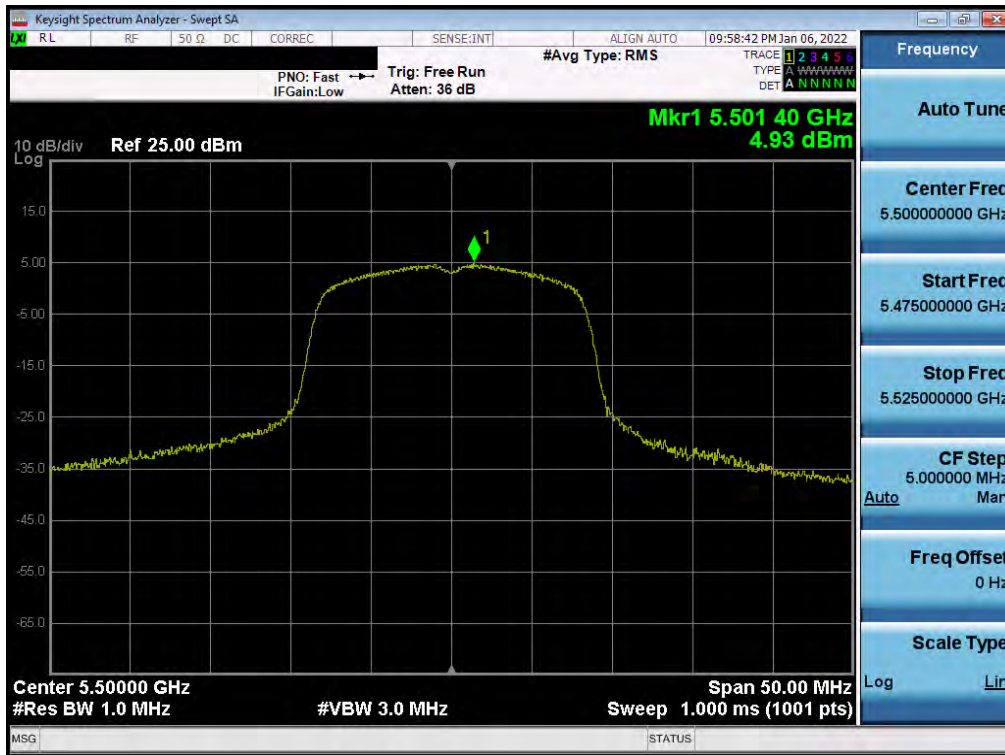 Keysight Spectrum Analyzer - Swept SA
LXI RL RF 50 Ω DC CORREC SENSE:INT ALIGN AUTO 09:58:42 PM Jan 06, 2022
#Avg Type: RMS
TRACE 1 2 3 4 5 6
PNO: Fast Trig: Free Run
TYPE A WWWWW
IFGain:Low Atten: 36 dB
DET A N N N N N
Mkr1 5.501 40 GHz
4.93 dBm
10 dB/div Ref 25.00 dBm
Log
15.0
1
5.00
-5.00
-15.0
-25.0
-35.0
-45.0
-55.0
-65.0
Center 5.50000 GHz Span 50.00 MHz
#Res BW 1.0 MHz #VBW 3.0 MHz Sweep 1.000 ms (1001 pts)
MSG STATUS
Frequency
Auto Tune
Center Freq
5.500000000 GHz
Start Freq
5.475000000 GHz
Stop Freq
5.525000000 GHz
CF Step
5.000000 MHz
Auto Man
Freq Offset
0 Hz
Scale Type
Log Lin